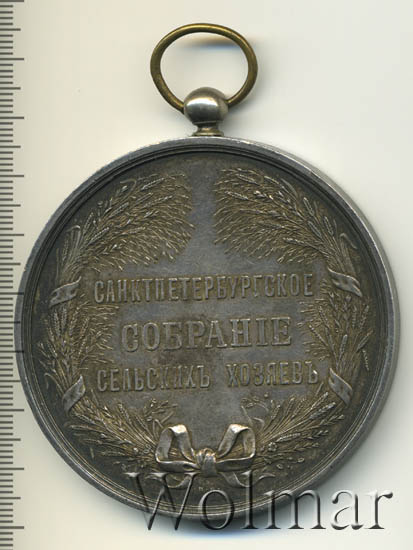 САНКТПЕТЕРБУРГСКОЕ
СОБРАНІЕ
СЕЛЬСКИХЪ ХОЗЯЕВЪ
Wolmar